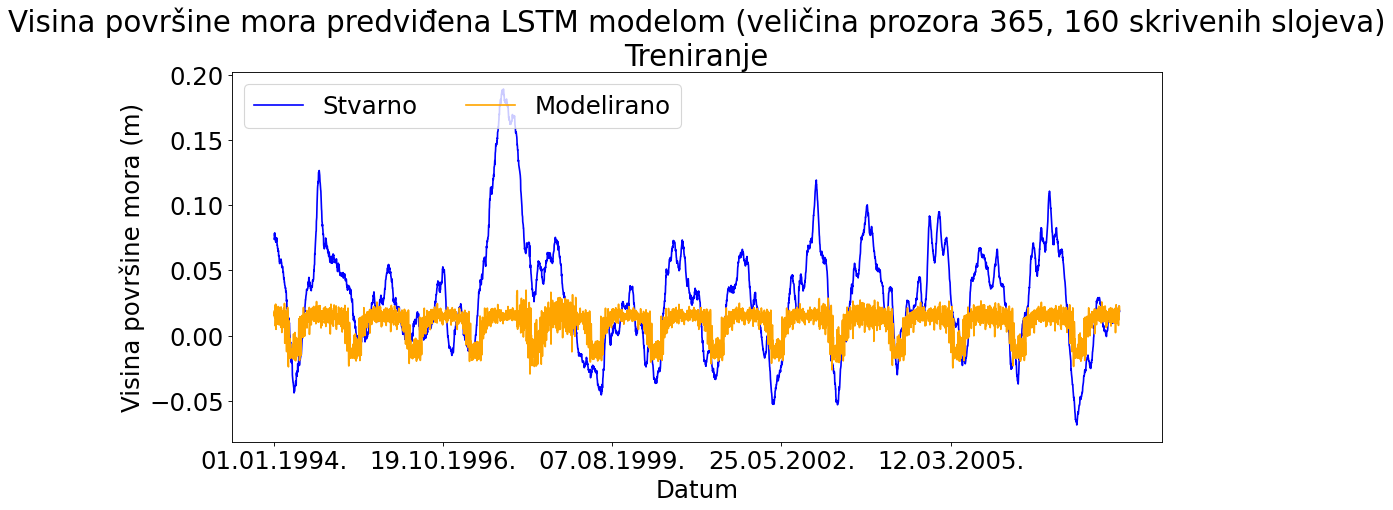 Visina površine mora predviđena LSTM modelom (veličina prozora 365, 160 skrivenih slojeva)
Treniranje
Stvarno Modelirano
Visina površine mora (m)
0.20
0.15
0.10
0.05
0.00
−0.05
01.01.1994. 19.10.1996. 07.08.1999. 25.05.2002. 12.03.2005.
Datum